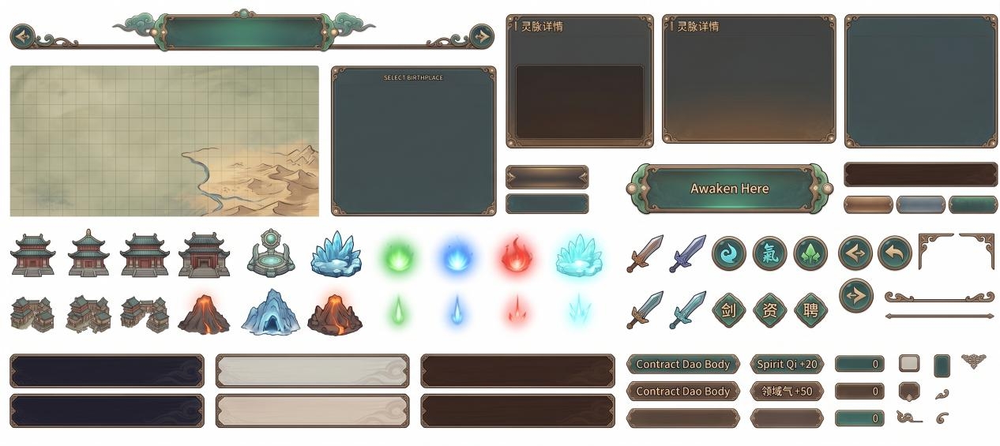 灵脉详情
灵脉详情
SELECT BIRTHPLACE
Awaken Here
氣
剑
资
聘
Contract Dao Body
Spirit Qi +20
0
Contract Dao Body
领域气 +50
0
0